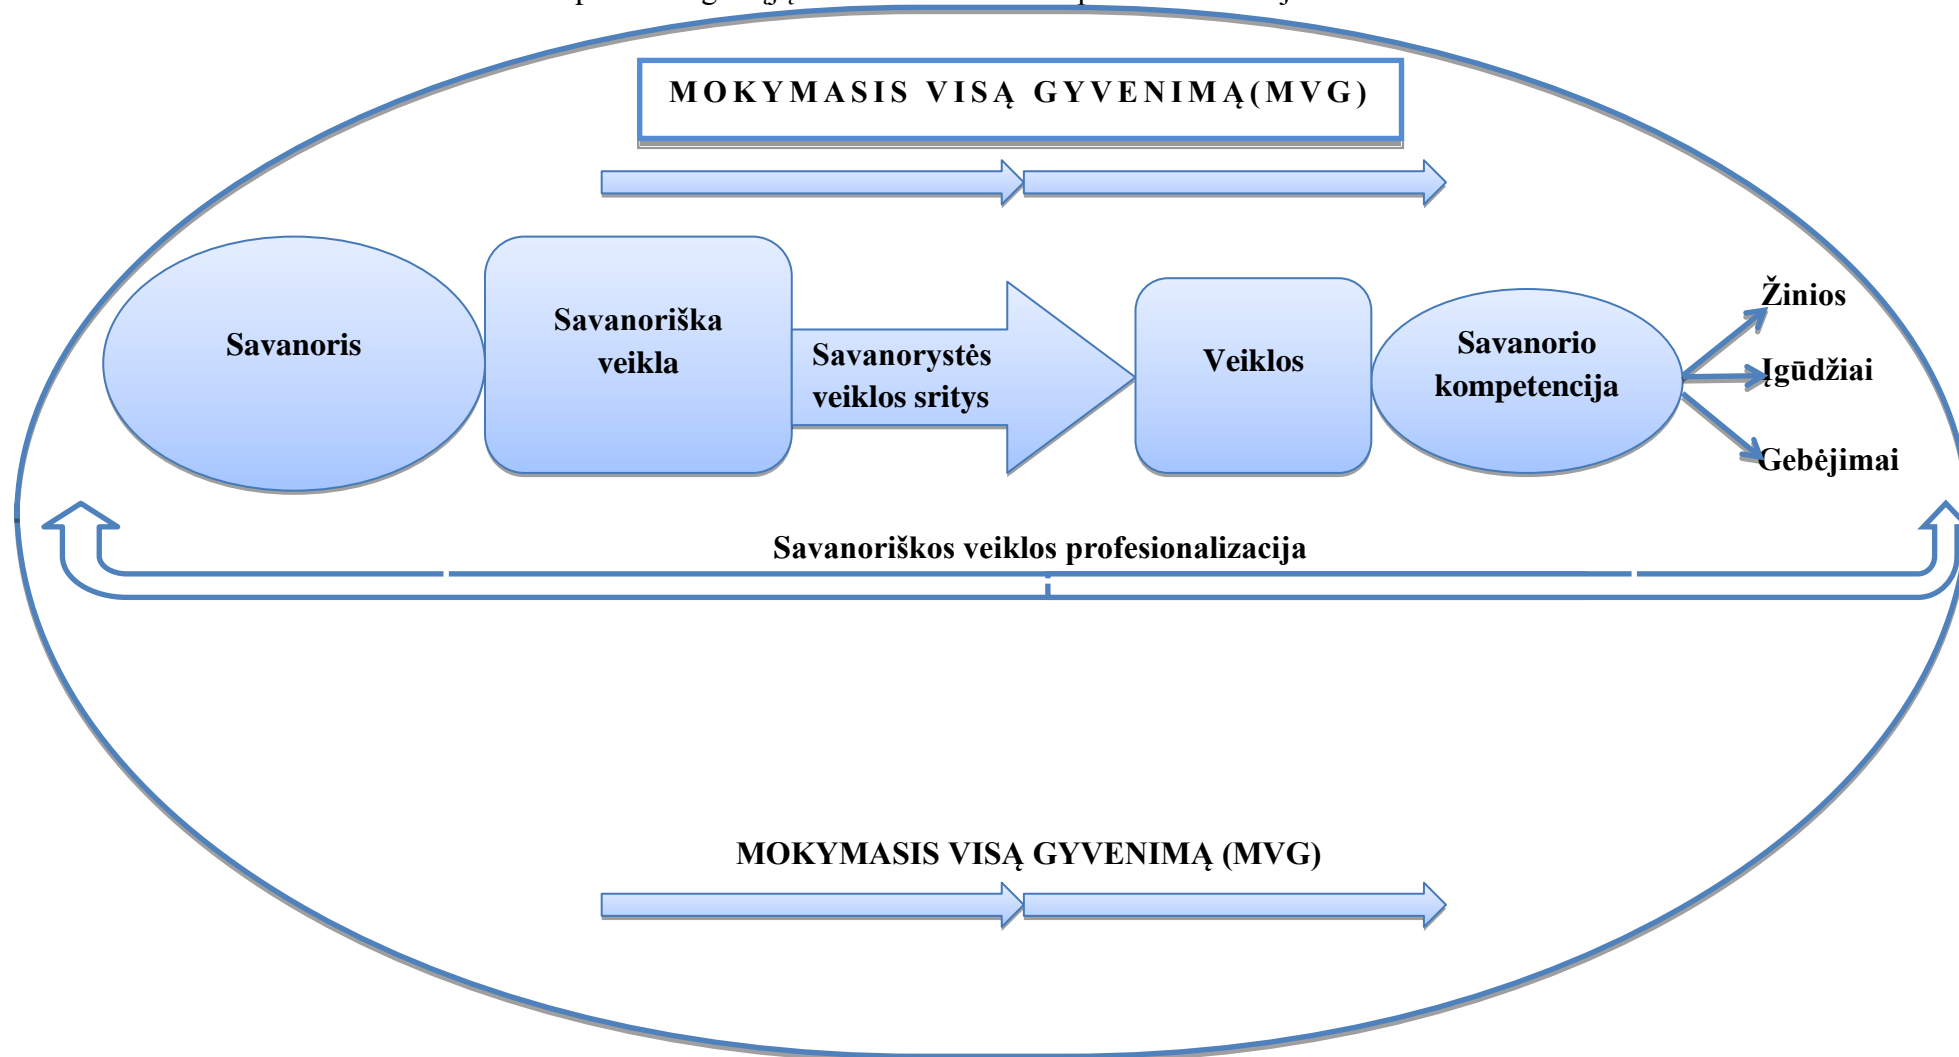 MOKYMASIS VISĄ GYVENIMĄ(MVG)
Savanoris
Savanoriška
veikla
Savanorystės
veiklos sritys
Veiklos
Savanorio
kompetencija
Žinios
Įgūdžiai
Gebėjimai
Savanoriškos veiklos profesionalizacija
MOKYMASIS VISĄ GYVENIMĄ (MVG)